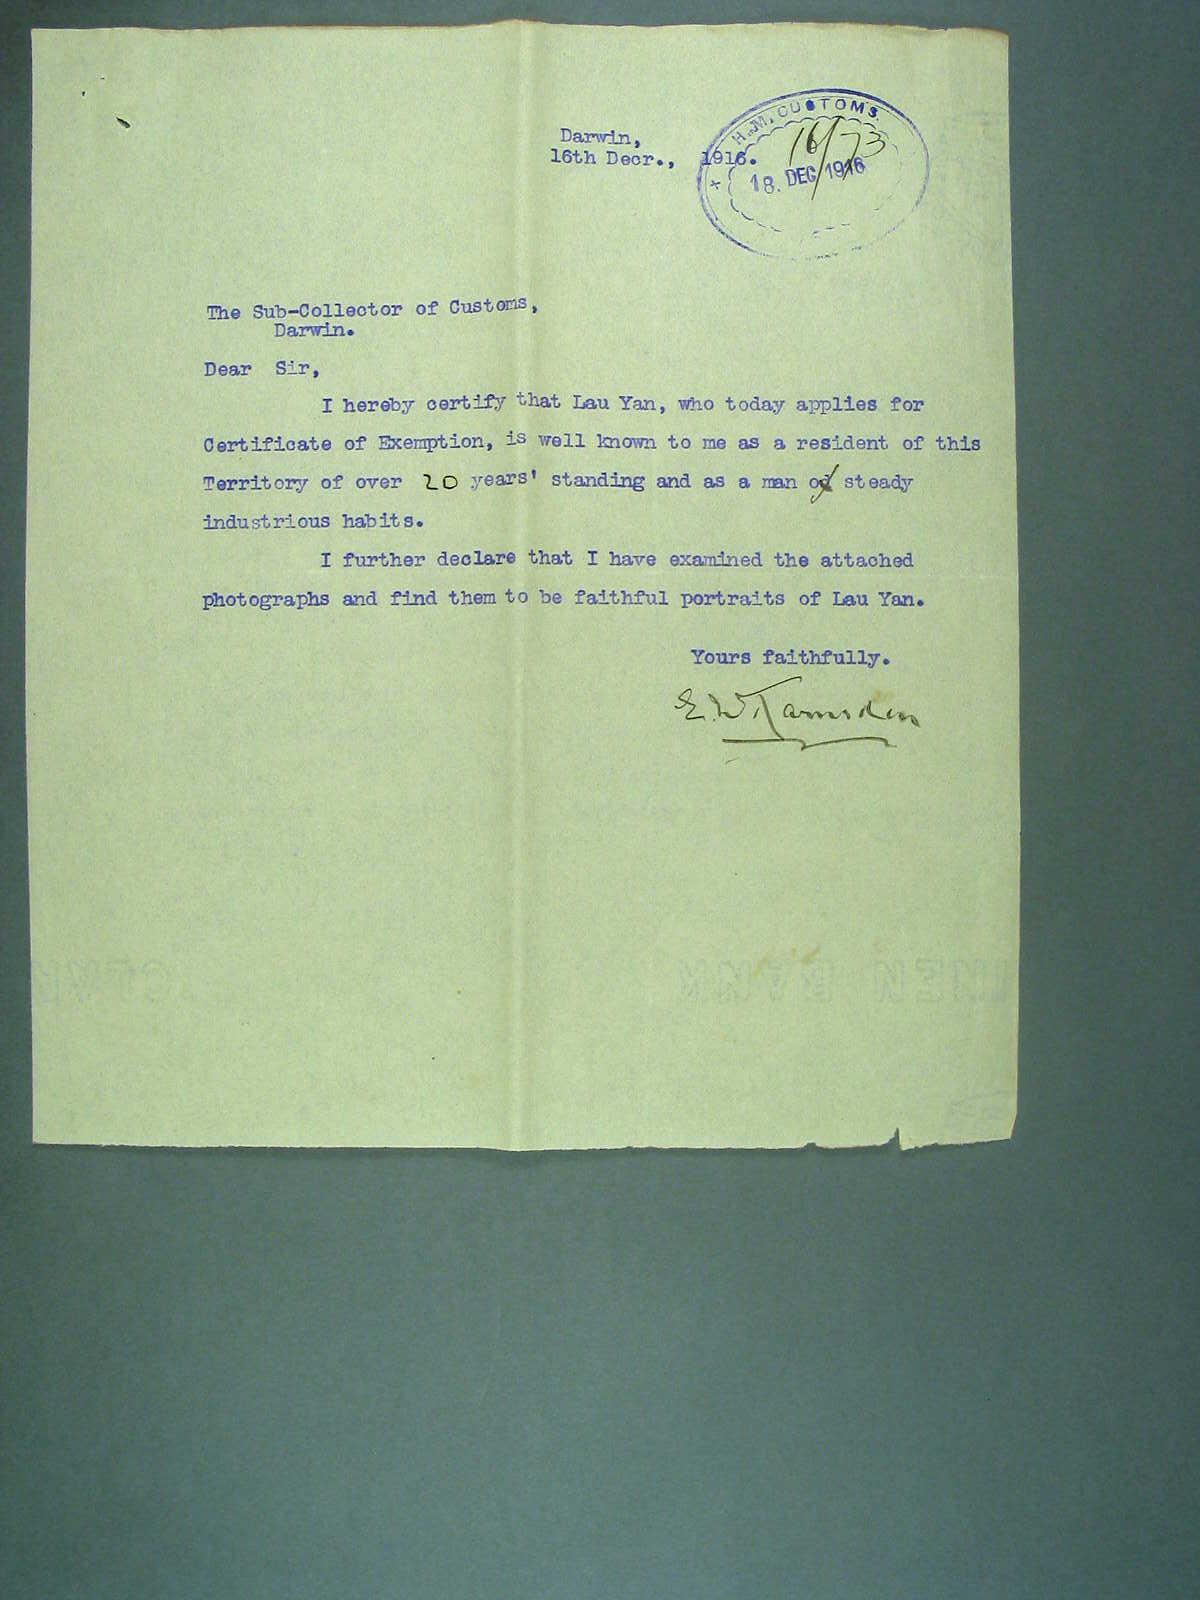 Darwin,
16th Decr., 1916.
H.M. CUSTOMS.
16/73
18. DEC 1916
The Sub-Collector of Customs,
Darwin.
Dear Sir,
I hereby certify that Lau Yan, who today applies for
Certificate of Exemption, is well known to me as a resident of this
Territory of over 20 years' standing and as a man of steady
industrious habits.
I further declare that I have examined the attached
photographs and find them to be faithful portraits of Lau Yan.
Yours faithfully.
E. W. Ramsden